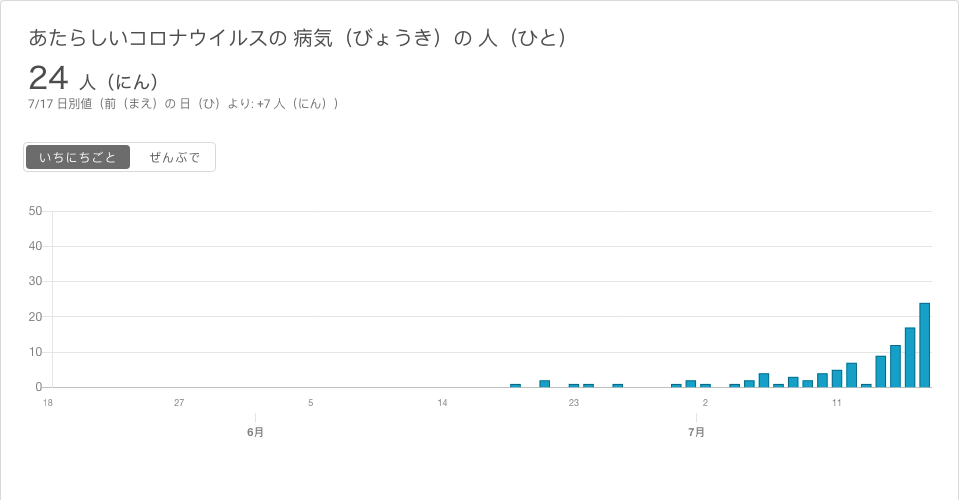 あたらしいコロナウイルスの 病気（びょうき）の 人（ひと）
24 人（にん）
7/17 日別値（前（まえ）の 日（ひ）より: +7 人（にん））
いちにちごと ぜんぶで
50
40
30
20
10
0
18 27 5 14 23 2 11
6月 7月